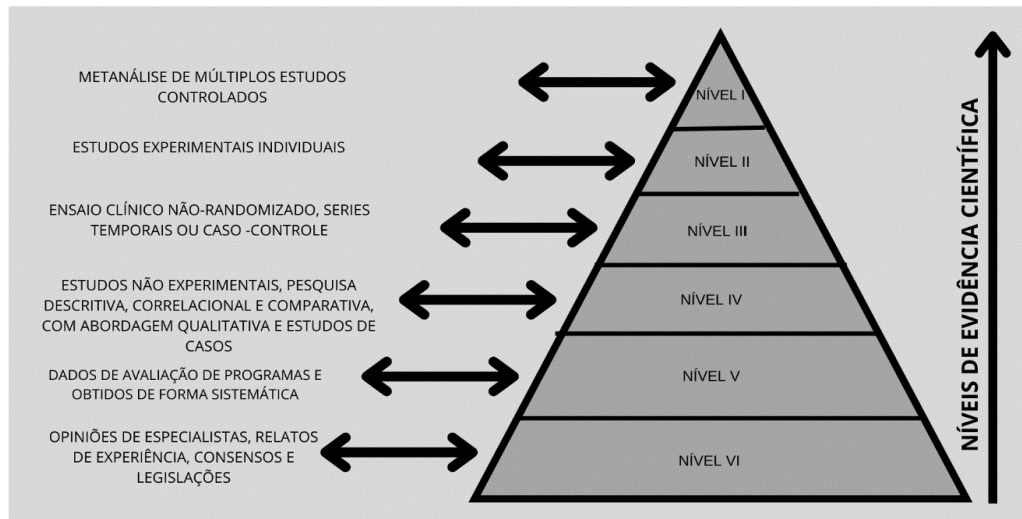 METANÁLISE DE MÚLTIPLOS ESTUDOS
CONTROLADOS
NÍVEL I
ESTUDOS EXPERIMENTAIS INDIVIDUAIS
NÍVEL II
ENSAIO CLÍNICO NÃO-RANDOMIZADO, SERIES
TEMPORAIS OU CASO -CONTROLE
NÍVEL III
ESTUDOS NÃO EXPERIMENTAIS, PESQUISA
DESCRITIVA, CORRELACIONAL E COMPARATIVA,
COM ABORDAGEM QUALITATIVA E ESTUDOS DE
CASOS
NÍVEL IV
DADOS DE AVALIAÇÃO DE PROGRAMAS E
OBTIDOS DE FORMA SISTEMÁTICA
NÍVEL V
OPINIÕES DE ESPECIALISTAS, RELATOS
DE EXPERIÊNCIA, CONSENSOS E
LEGISLAÇÕES
NÍVEL VI
NÍVEIS DE EVIDÊNCIA CIENTÍFICA